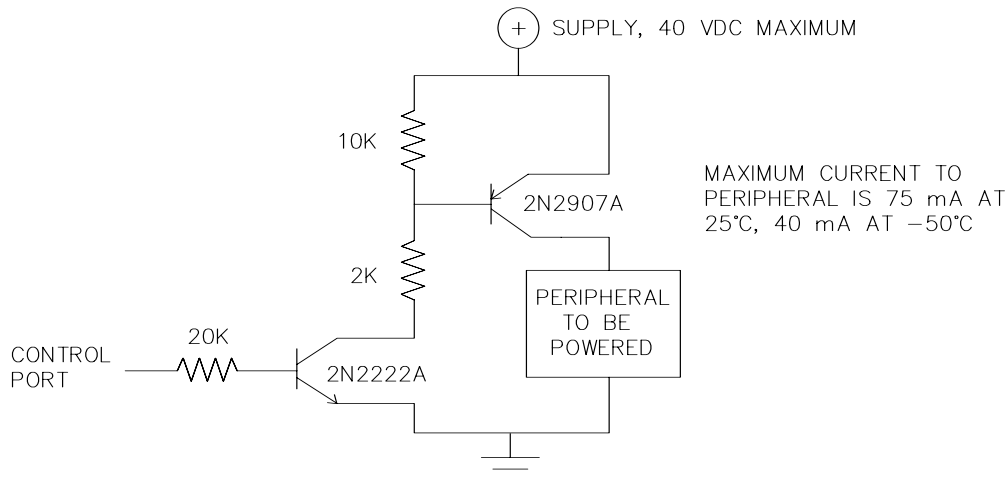 + SUPPLY, 40 VDC MAXIMUM
10K
MAXIMUM CURRENT TO
PERIPHERAL IS 75 mA AT
25°C, 40 mA AT −50°C
2N2907A
2K
PERIPHERAL
TO BE
POWERED
20K
CONTROL
PORT
2N2222A